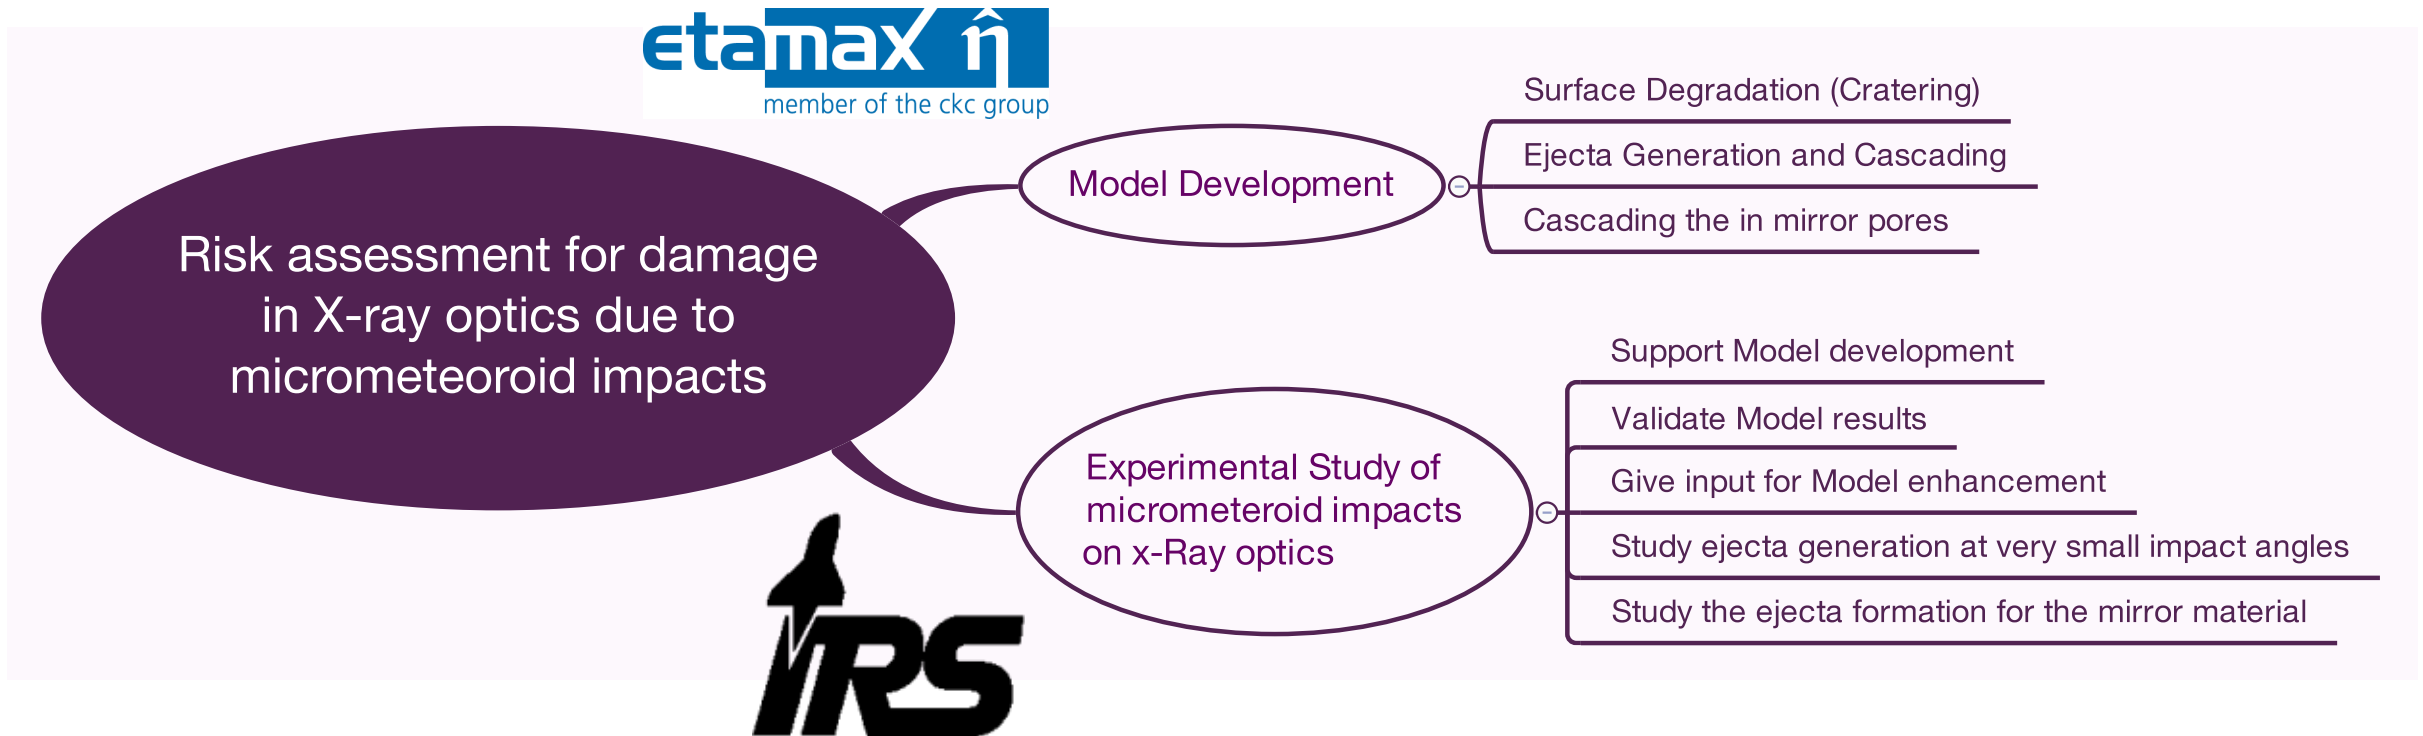 etamax η̂
member of the ckc group
Risk assessment for damage
in X-ray optics due to
micrometeoroid impacts
Model Development
Surface Degradation (Cratering)
Ejecta Generation and Cascading
Cascading the in mirror pores
Experimental Study of
micrometeroid impacts
on x-Ray optics
Support Model development
Validate Model results
Give input for Model enhancement
Study ejecta generation at very small impact angles
Study the ejecta formation for the mirror material
IRS